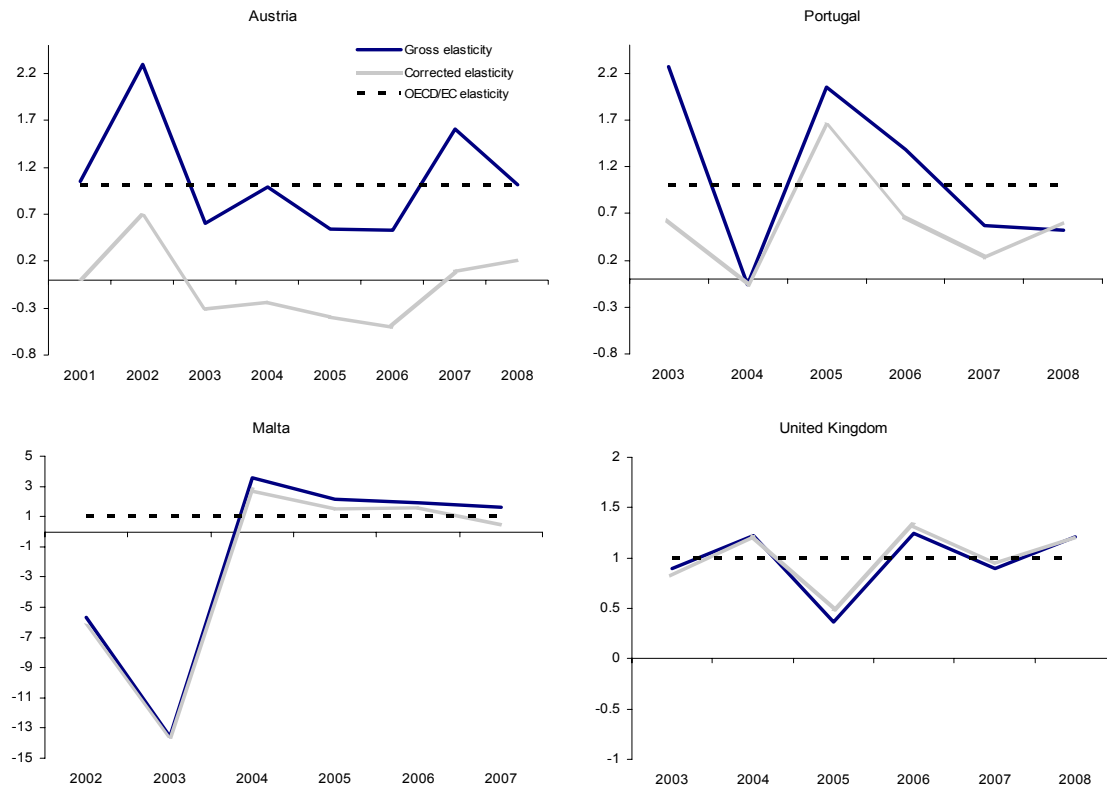 Austria
Gross elasticity
Corrected elasticity
OECD/EC elasticity
2.2
1.7
1.2
0.7
0.2
-0.3
-0.8
2001 2002 2003 2004 2005 2006 2007 2008
Portugal
2.2
1.7
1.2
0.7
0.2
-0.3
-0.8
2003 2004 2005 2006 2007 2008
Malta
5
3
1
-1
-3
-5
-7
-9
-11
-13
-15
2002 2003 2004 2005 2006 2007
United Kingdom
2
1.5
1
0.5
0
-0.5
-1
2003 2004 2005 2006 2007 2008